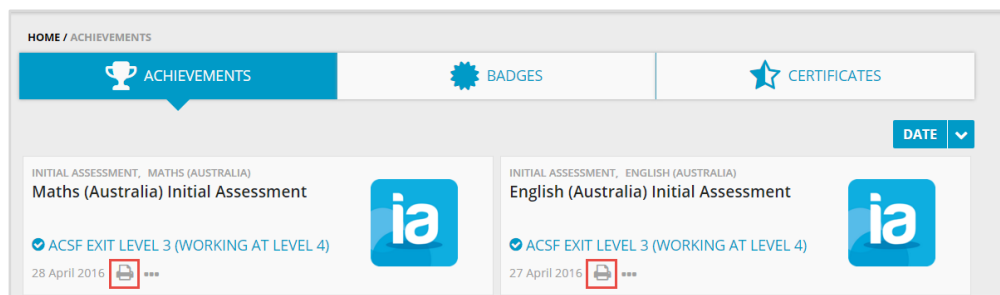 HOME / ACHIEVEMENTS
ACHIEVEMENTS
BADGES
CERTIFICATES
DATE
INITIAL ASSESSMENT, MATHS (AUSTRALIA)
Maths (Australia) Initial Assessment
ia
ACSF EXIT LEVEL 3 (WORKING AT LEVEL 4)
28 April 2016
INITIAL ASSESSMENT, ENGLISH (AUSTRALIA)
English (Australia) Initial Assessment
ia
ACSF EXIT LEVEL 3 (WORKING AT LEVEL 4)
27 April 2016